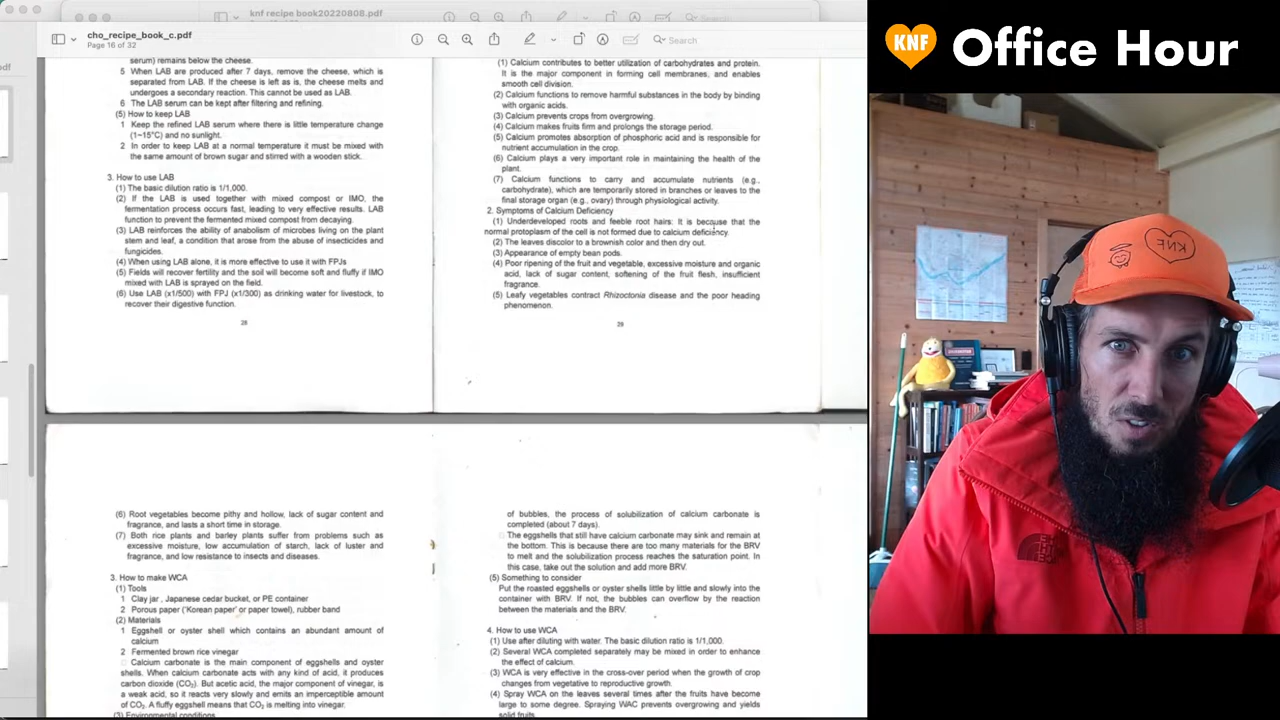 knf recipe book20220808.pdf
cho_recipe_book_c.pdf
Page 16 of 32
Search
pdf
serum) remains below the cheese.
5 When LAB are produced after 7 days, remove the cheese, which is
separated from LAB. If the cheese is left as is, the cheese melts and
undergoes a secondary reaction. This cannot be used as LAB.
6 The LAB serum can be kept after filtering and refining.
(5) How to keep LAB
1 Keep the refined LAB serum where there is little temperature change
(1~15°C) and no sunlight.
2 In order to keep LAB at a normal temperature it must be mixed with
the same amount of brown sugar and stirred with a wooden stick.
3. How to use LAB
(1) The basic dilution ratio is 1/1,000.
(2) If the LAB is used together with mixed compost or IMO, the
fermentation process occurs fast, leading to very effective results. LAB
function to prevent the fermented mixed compost from decaying.
(3) LAB reinforces the ability of anabolism of microbes living on the plant
stem and leaf, a condition that arose from the abuse of insecticides and
fungicides.
(4) When using LAB alone, it is more effective to use it with FPJs
(5) Fields will recover fertility and the soil will become soft and fluffy if IMO
mixed with LAB is sprayed on the field.
(6) Use LAB (x1/500) with FPJ (x1/300) as drinking water for livestock, to
recover their digestive function.
28
(1) Calcium contributes to better utilization of carbohydrates and protein.
It is the major component in forming cell membranes, and enables
smooth cell division.
(2) Calcium functions to remove harmful substances in the body by binding
with organic acids.
(3) Calcium prevents crops from overgrowing.
(4) Calcium makes fruits firm and prolongs the storage period.
(5) Calcium promotes absorption of phosphoric acid and is responsible for
nutrient accumulation in the crop.
(6) Calcium plays a very important role in maintaining the health of the
plant.
(7) Calcium functions to carry and accumulate nutrients (e.g.,
carbohydrate), which are temporarily stored in branches or leaves to the
final storage organ (e.g., ovary) through physiological activity.
2. Symptoms of Calcium Deficiency
(1) Underdeveloped roots and feeble root hairs: It is because that the
normal protoplasm of the cell is not formed due to calcium deficiency.
(2) The leaves discolor to a brownish color and then dry out.
(3) Appearance of empty bean pods.
(4) Poor ripening of the fruit and vegetable, excessive moisture and organic
acid, lack of sugar content, softening of the fruit flesh, insufficient
fragrance.
(5) Leafy vegetables contract Rhizoctonia disease and the poor heading
phenomenon.
29
(6) Root vegetables become pithy and hollow, lack of sugar content and
fragrance, and lasts a short time in storage.
(7) Both rice plants and barley plants suffer from problems such as
excessive moisture, low accumulation of starch, lack of luster and
fragrance, and low resistance to insects and diseases.
3. How to make WCA
(1) Tools
1 Clay jar , Japanese cedar bucket, or PE container
2 Porous paper ('Korean paper' or paper towel), rubber band
(2) Materials
1 Eggshell or oyster shell which contains an abundant amount of
calcium
2 Fermented brown rice vinegar
Calcium carbonate is the main component of eggshells and oyster
shells. When calcium carbonate acts with any kind of acid, it produces
carbon dioxide (CO₂). But acetic acid, the major component of vinegar, is
a weak acid, so it reacts very slowly and emits an imperceptible amount
of CO₂. A fluffy eggshell means that CO₂ is melting into vinegar.
(3) Environmental conditions
of bubbles, the process of solubilization of calcium carbonate is
completed (about 7 days).
The eggshells that still have calcium carbonate may sink and remain at
the bottom. This is because there are too many materials for the BRV
to melt and the solubilization process reaches the saturation point. In
this case, take out the solution and add more BRV.
(5) Something to consider
Put the roasted eggshells or oyster shells little by little and slowly into the
container with BRV. If not, the bubbles can overflow by the reaction
between the materials and the BRV.
4. How to use WCA
(1) Use after diluting with water. The basic dilution ratio is 1/1,000.
(2) Several WCA completed separately may be mixed in order to enhance
the effect of calcium.
(3) WCA is very effective in the cross-over period when the growth of crop
changes from vegetative to reproductive growth.
(4) Spray WCA on the leaves several times after the fruits have become
large to some degree. Spraying WAC prevents overgrowing and yields
solid fruits.
KNF
Office Hour
KNF